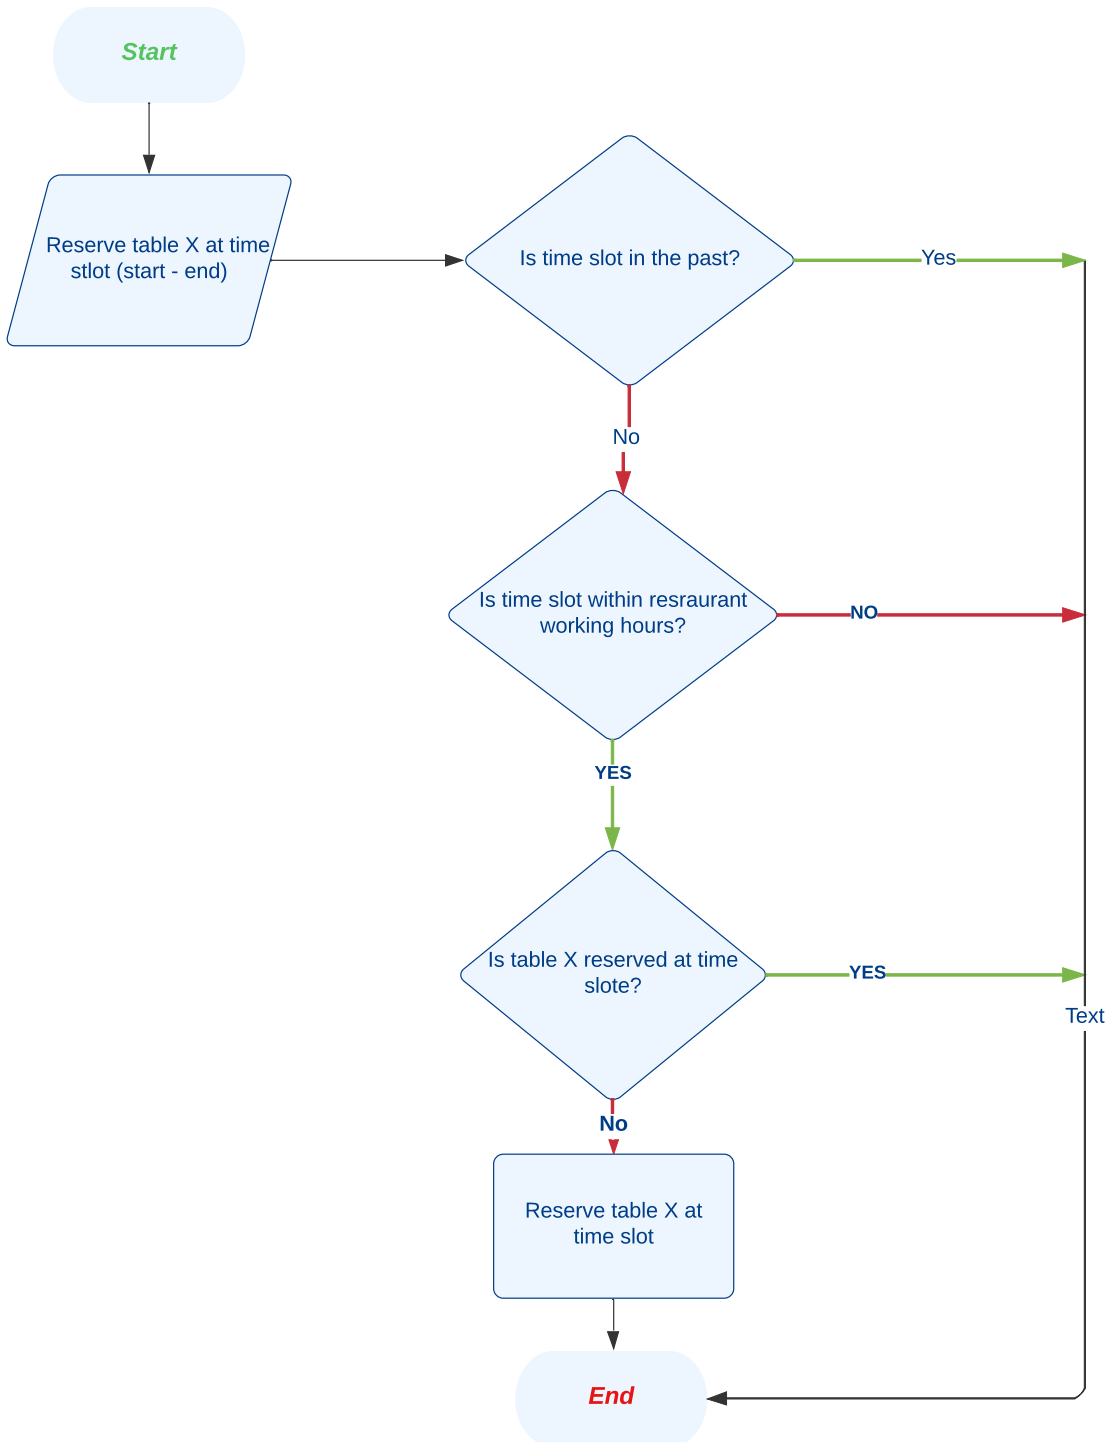 Start
Reserve table X at time
stlot (start - end)
Is time slot in the past?
Yes
No
Is time slot within resraurant
working hours?
NO
YES
Is table X reserved at time
slote?
YES
Text
No
Reserve table X at
time slot
End